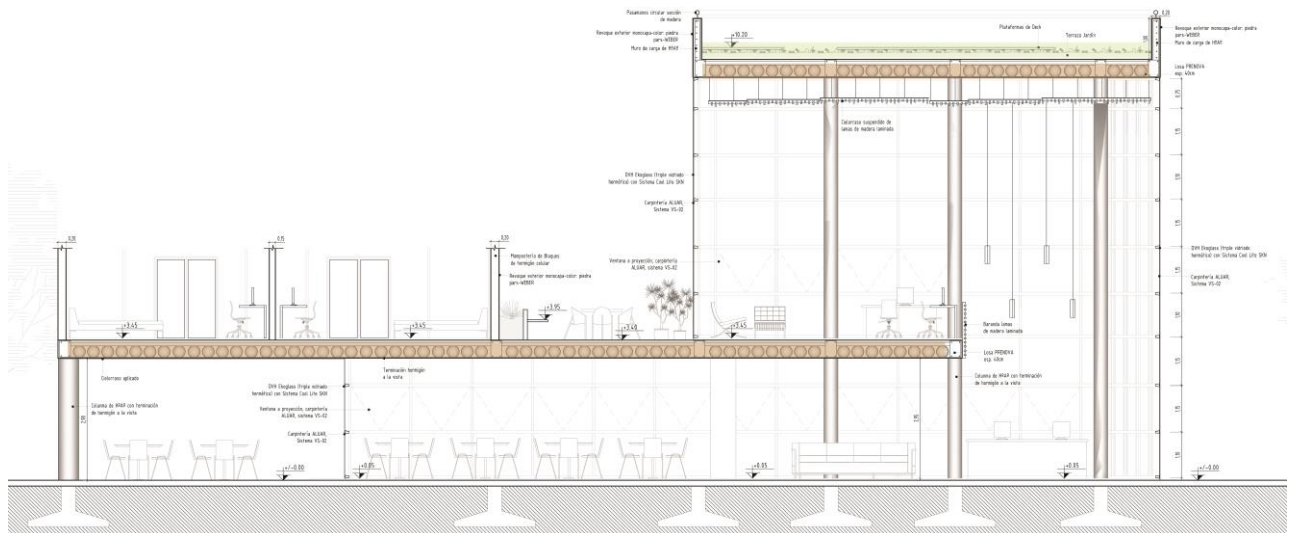 Pasamanos circular sección
de madera
0,20
Revoque exterior monocapa-color piedra
paris-WEBER
Muro de carga de HºAº
+10.20
Plataformas de Deck
Terraza Jardín
Revoque exterior monocapa-color piedra
paris-WEBER
Muro de carga de HºAº
Losa PRENOVA
esp. 40cm
Cielorraso suspendido de
lamas de madera laminada
DVH Ekoglass (triple vidriado
hermético) con Sistema Cool Lite SKN
Carpintería ALUAR,
Sistema VS-02
Ventana a proyección; carpintería
ALUAR, sistema VS-02
DVH Ekoglass (triple vidriado
hermético) con Sistema Cool Lite SKN
Carpintería ALUAR,
Sistema VS-02
0,20
0,15
0,20
Mampostería de Bloques
de hormigón celular
Revoque exterior monocapa-color piedra
paris-WEBER
+3.45
+3.45
+3.95
+3.40
+3.45
Baranda lamas
de madera laminada
Losa PRENOVA
esp. 40cm
Columna de HºAº con terminación
de hormigón a la vista
Cielorraso aplicado
Terminación hormigón
a la vista
DVH Ekoglass (triple vidriado
hermético) con Sistema Cool Lite SKN
Ventana a proyección; carpintería
ALUAR, sistema VS-02
Carpintería ALUAR,
Sistema VS-02
Columna de HºAº con terminación
de hormigón a la vista
+/-0.00
+0.05
+0.05
+0.05
+/-0.00